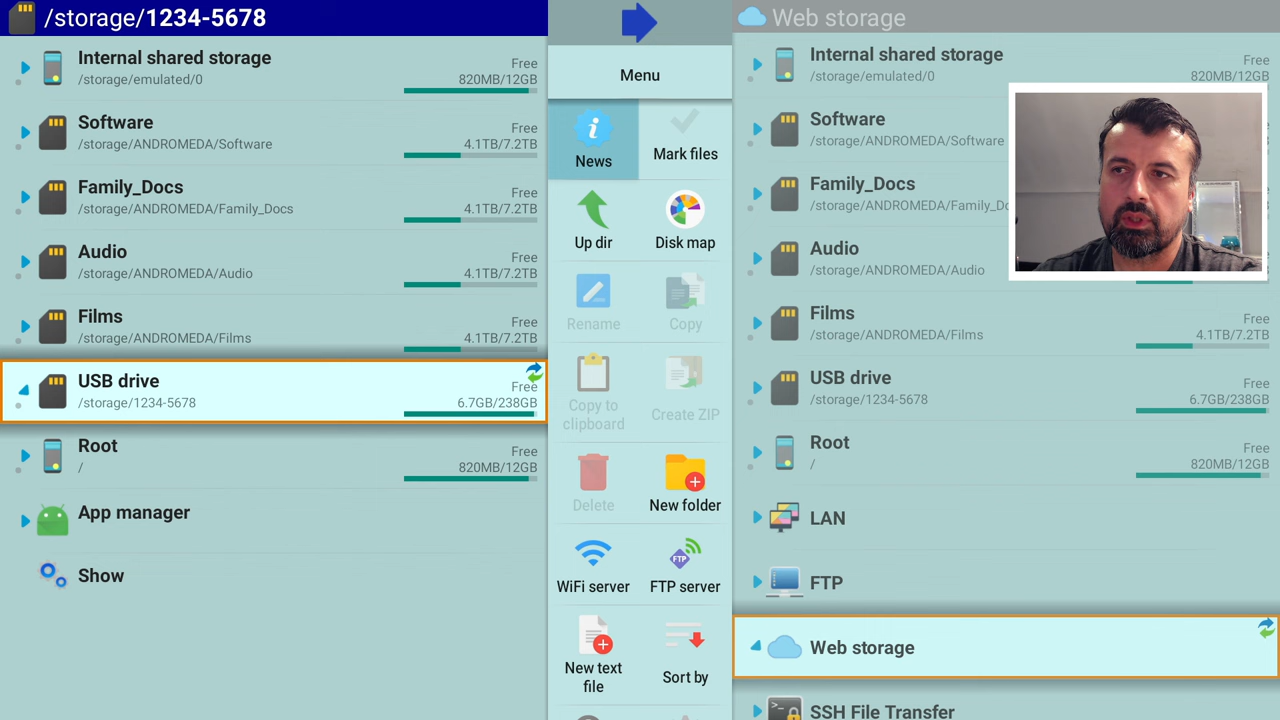 /storage/1234-5678
Internal shared storage
Free
/storage/emulated/0
820MB/12GB
Software
Free
/storage/ANDROMEDA/Software
4.1TB/7.2TB
Family_Docs
Free
/storage/ANDROMEDA/Family_Docs
4.1TB/7.2TB
Audio
Free
/storage/ANDROMEDA/Audio
4.1TB/7.2TB
Films
Free
/storage/ANDROMEDA/Films
4.1TB/7.2TB
USB drive
Free
/storage/1234-5678
6.7GB/238GB
Root
Free
/
820MB/12GB
App manager
Show
Menu
News
Mark files
Up dir
Disk map
Rename
Copy
Copy to
clipboard
Create ZIP
Delete
New folder
WiFi server
FTP
FTP server
New text
file
Sort by
Web storage
Internal shared storage
Free
/storage/emulated/0
820MB/12GB
Software
/storage/ANDROMEDA/Software
Family_Docs
/storage/ANDROMEDA/Family_Do
Audio
/storage/ANDROMEDA/Audio
Films
Free
/storage/ANDROMEDA/Films
4.1TB/7.2TB
USB drive
Free
/storage/1234-5678
6.7GB/238GB
Root
Free
/
820MB/12GB
LAN
FTP
Web storage
SSH File Transfer